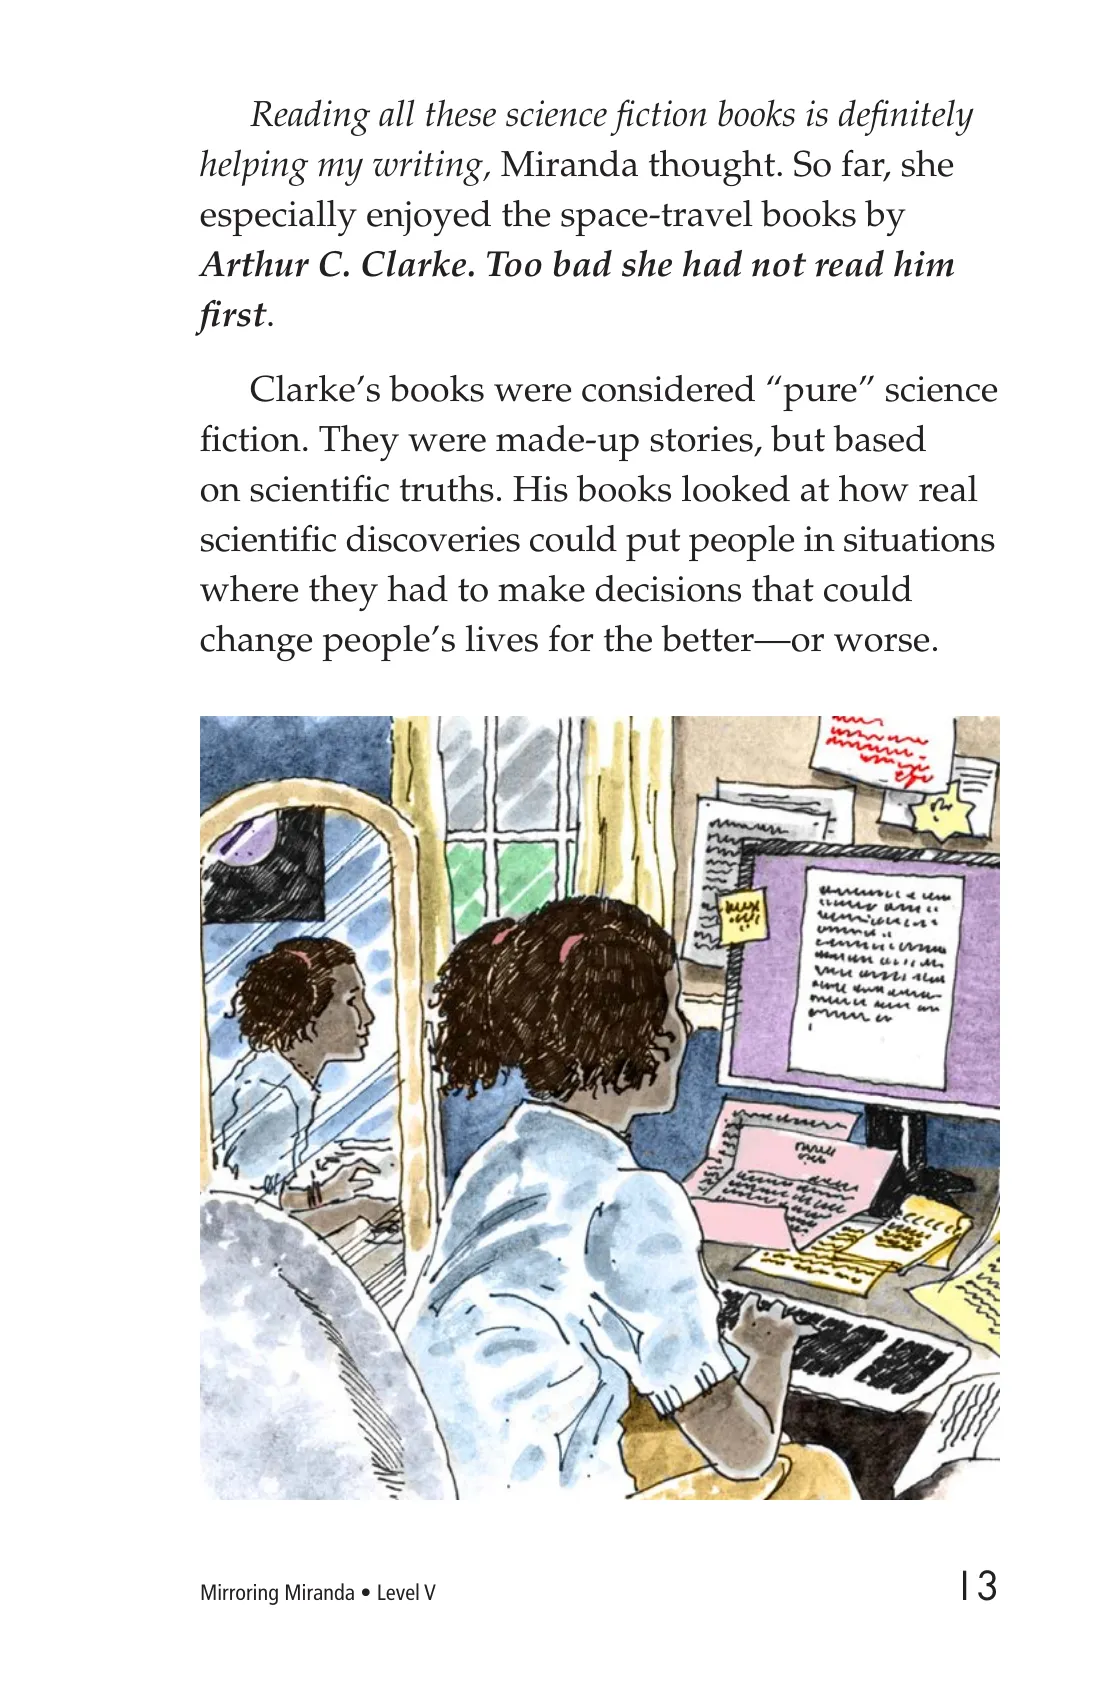 Reading all these science fiction books is definitely
helping my writing, Miranda thought. So far, she
especially enjoyed the space-travel books by
Arthur C. Clarke. Too bad she had not read him
first.
Clarke’s books were considered “pure” science
fiction. They were made-up stories, but based
on scientific truths. His books looked at how real
scientific discoveries could put people in situations
where they had to make decisions that could
change people’s lives for the better—or worse.
Mirroring Miranda • Level V
13